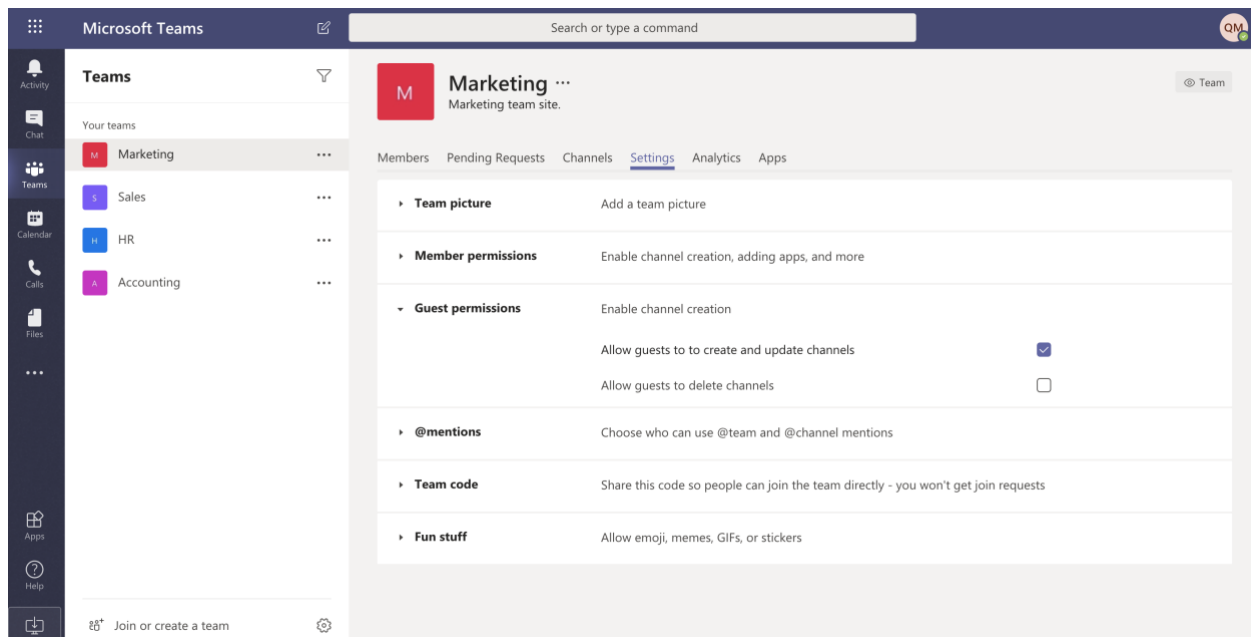 Microsoft Teams
Search or type a command
QM
Activity
Chat
Teams
Calendar
Calls
Files
Apps
Help
Teams
Your teams
M Marketing
S Sales
H HR
A Accounting
Join or create a team
M
Marketing
Marketing team site.
Team
Members Pending Requests Channels Settings Analytics Apps
Team picture Add a team picture
Member permissions Enable channel creation, adding apps, and more
Guest permissions Enable channel creation
Allow guests to to create and update channels
Allow guests to delete channels
@mentions Choose who can use @team and @channel mentions
Team code Share this code so people can join the team directly - you won't get join requests
Fun stuff Allow emoji, memes, GIFs, or stickers